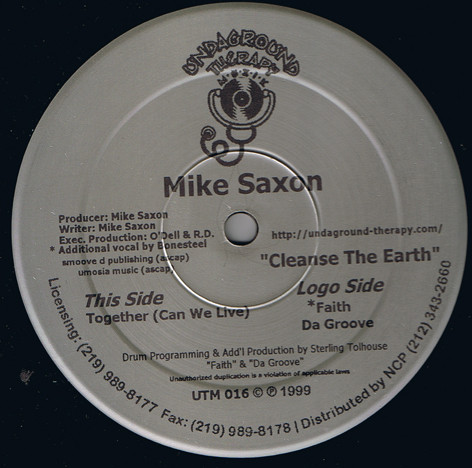 UNDAGROUND
THERAPY
MUZIK
Mike Saxon
Producer: Mike Saxon
Writer: Mike Saxon
Exec. Production: O'Dell & R.D.
* Additional vocal by Bonesteel
smoove d publishing (ascap)
umosia music (ascap)
http://undaground-therapy.com/
"Cleanse The Earth"
This Side
Together (Can We Live)
Logo Side
*Faith
Da Groove
Drum Programming & Add'l Production by Sterling Tolhouse
"Faith" & "Da Groove"
Unauthorized duplication is a violation of applicable laws
UTM 016 © ℗ 1999
Licensing: (219) 989-8177 Fax: (219) 989-8178 | Distributed by NCP (212) 343-2660